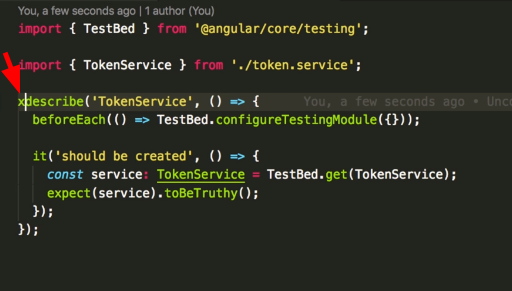 You, a few seconds ago | 1 author (You)
import { TestBed } from '@angular/core/testing';
import { TokenService } from './token.service';
xdescribe('TokenService', () => { You, a few seconds ago • Unco
beforeEach(() => TestBed.configureTestingModule({}));
it('should be created', () => {
const service: TokenService = TestBed.get(TokenService);
expect(service).toBeTruthy();
});
});